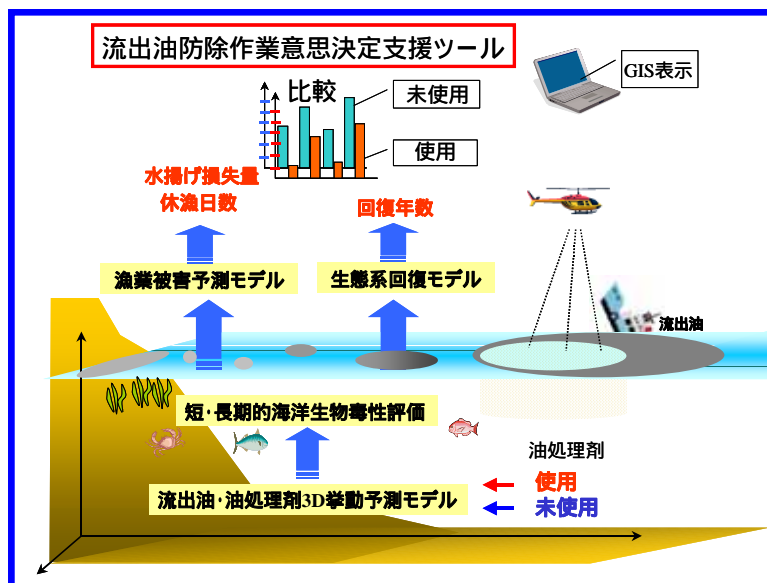 流出油防除作業意思決定支援ツール
GIS表示
比較
未使用
使用
水揚げ損失量
休漁日数
回復年数
漁業被害予測モデル
生態系回復モデル
流出油
短・長期的海洋生物毒性評価
油処理剤
流出油・油処理剤3D挙動予測モデル
使用
未使用